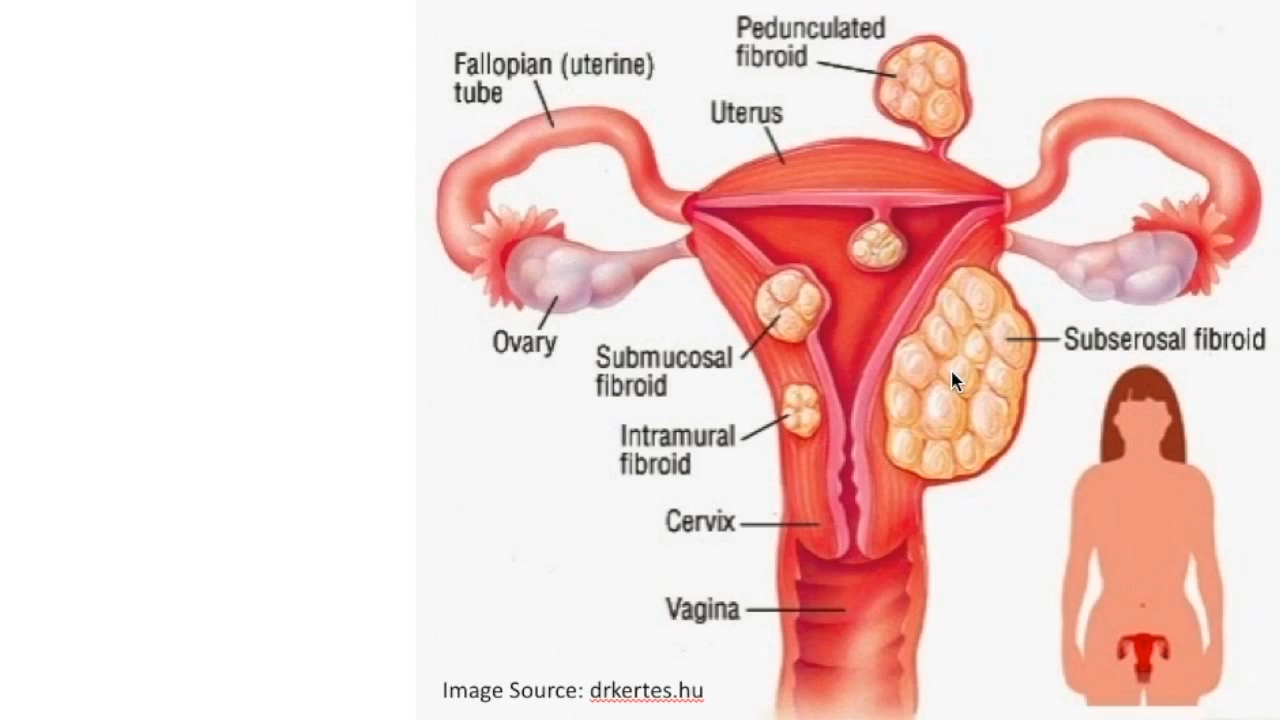 Pedunculated
fibroid
Fallopian (uterine)
tube
Uterus
Ovary
Submucosal
fibroid
Subserosal fibroid
Intramural
fibroid
Cervix
Vagina
Image Source: drkertes.hu